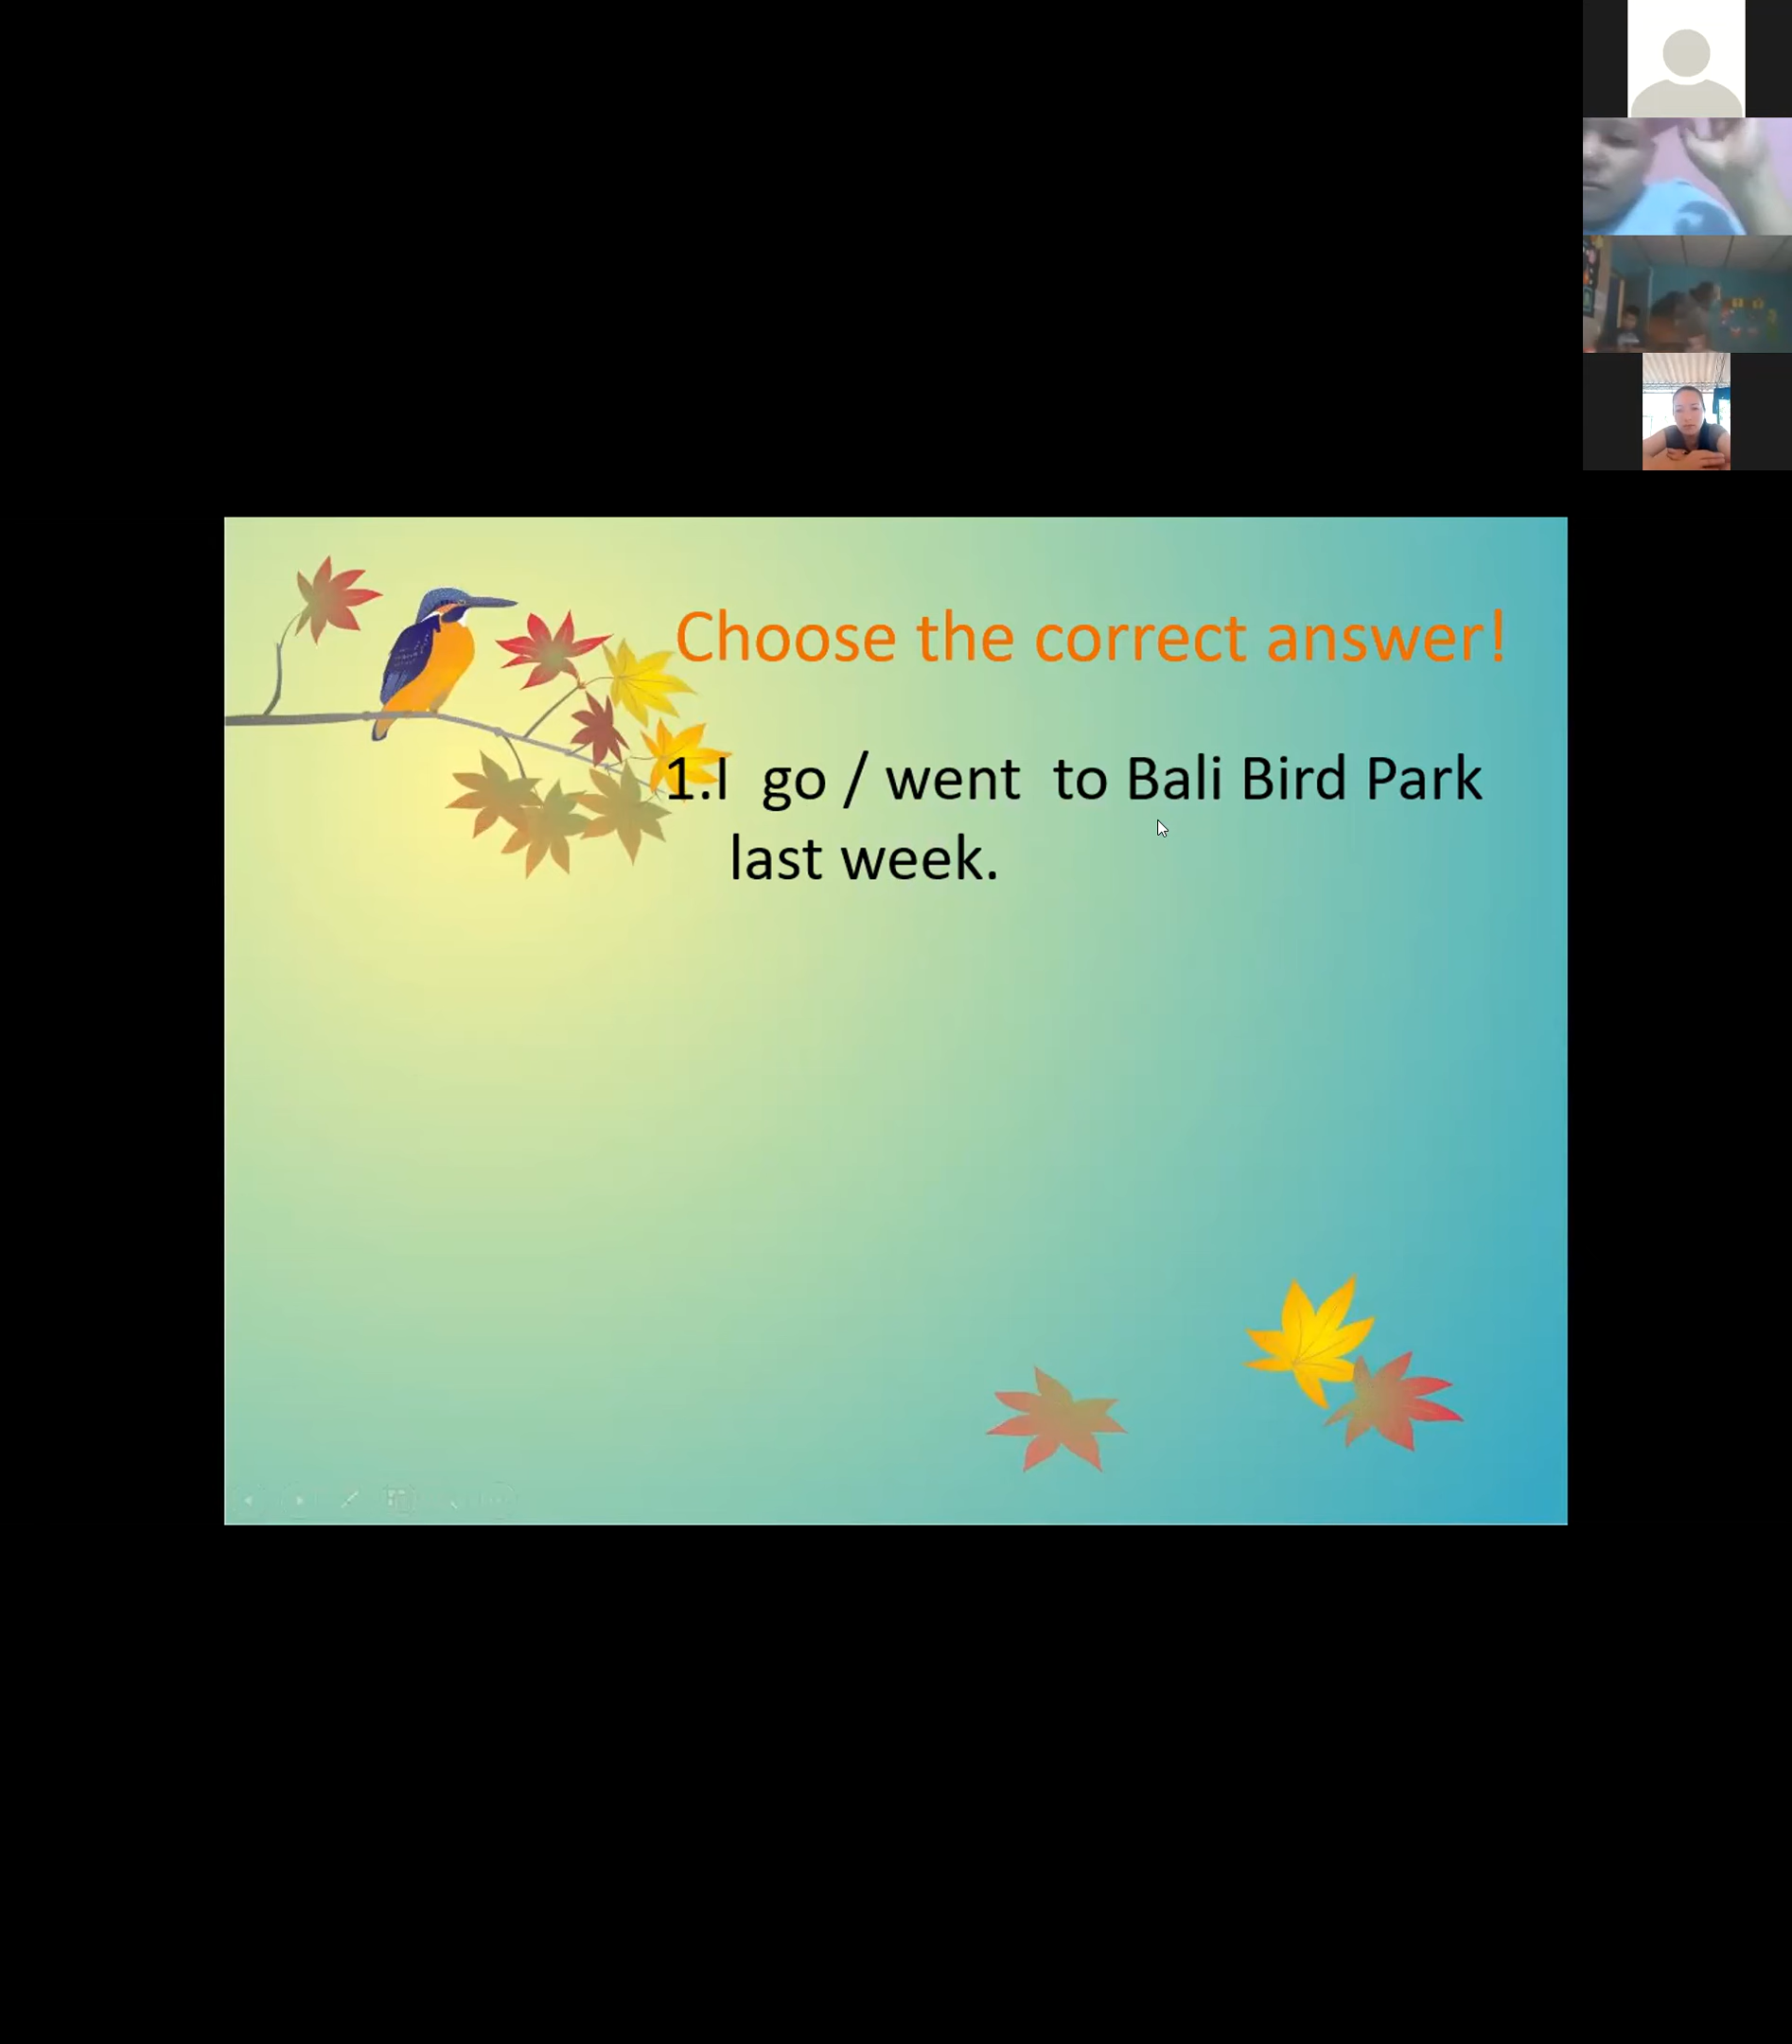 Choose the correct answer!
1.I go / went to Bali Bird Park
last week.